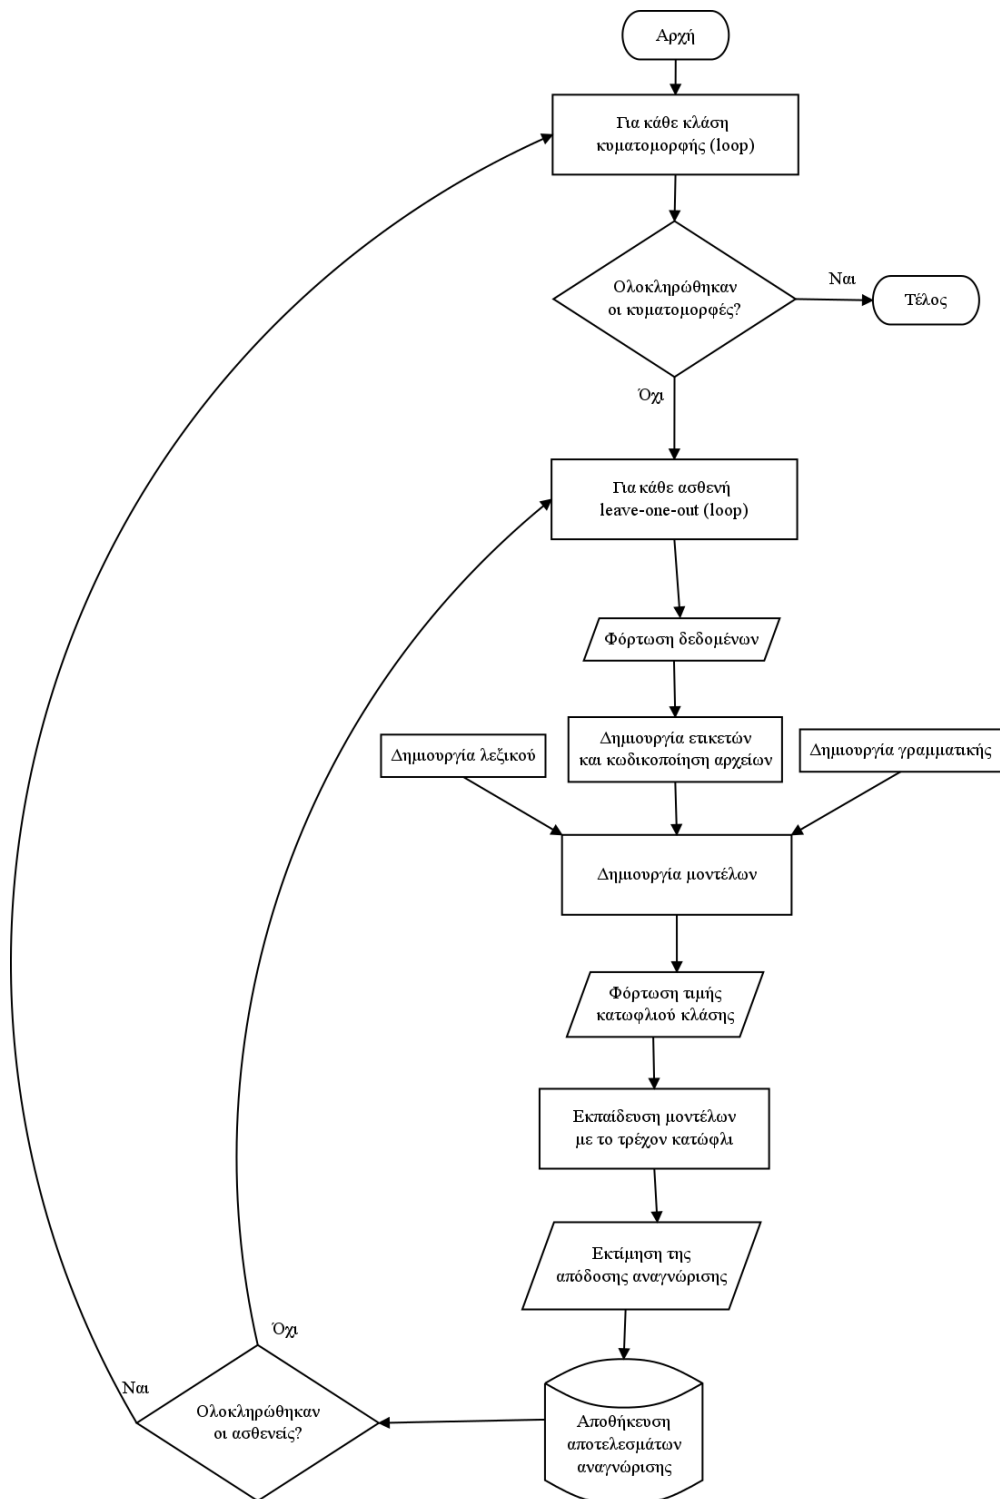 Αρχή
Για κάθε κλάση
κυματομορφής (loop)
Ολοκληρώθηκαν
οι κυματομορφές?
Ναι
Τέλος
Όχι
Για κάθε ασθενή
leave-one-out (loop)
Φόρτωση δεδομένων
Δημιουργία λεξικού
Δημιουργία ετικετών
και κωδικοποίηση αρχείων
Δημιουργία γραμματικής
Δημιουργία μοντέλων
Φόρτωση τιμής
κατωφλιού κλάσης
Εκπαίδευση μοντέλων
με το τρέχον κατώφλι
Εκτίμηση της
απόδοσης αναγνώρισης
Όχι
Ναι
Ολοκληρώθηκαν
οι ασθενείς?
Αποθήκευση
αποτελεσμάτων
αναγνώρισης